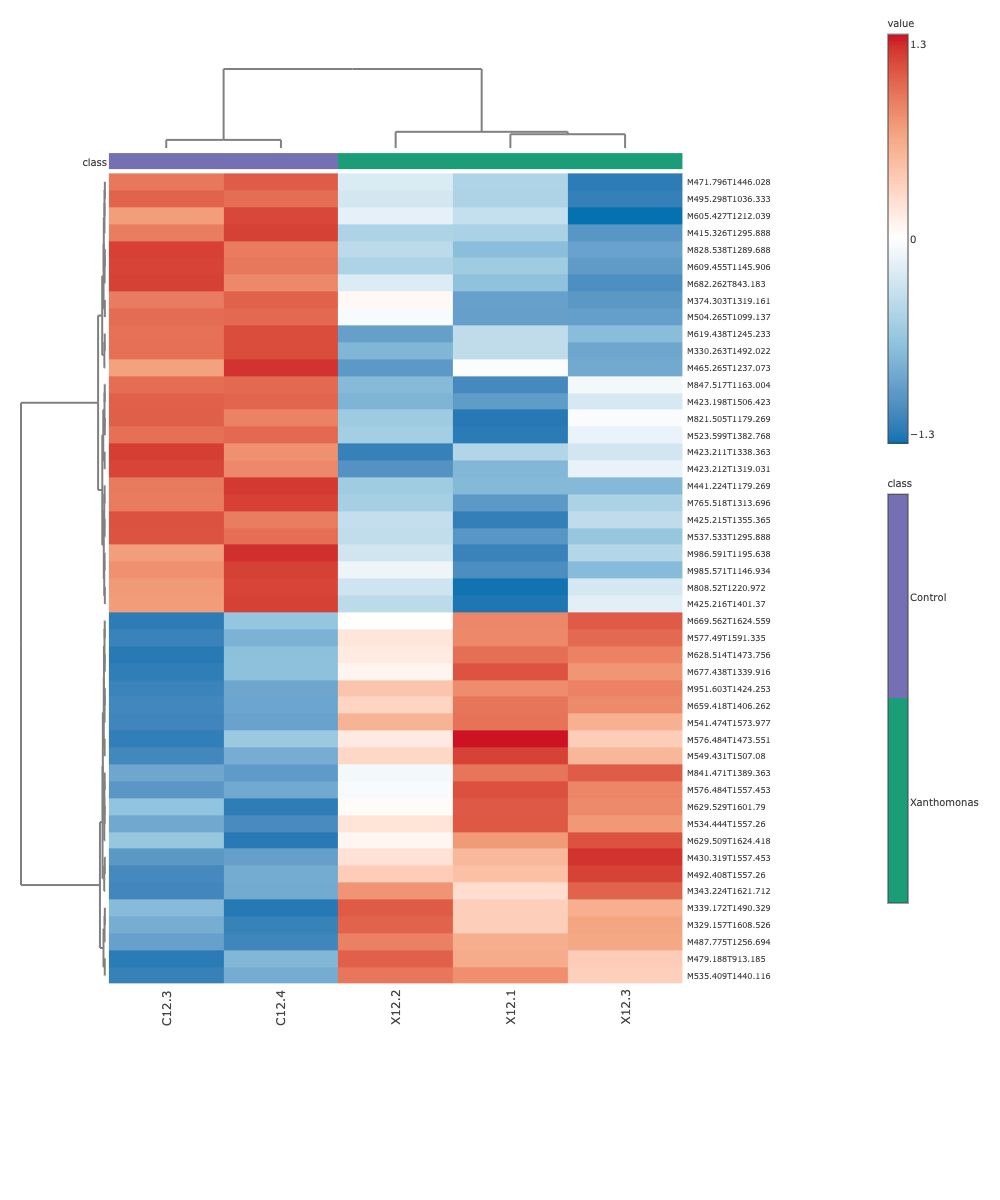 value
1.3
0
−1.3
class
class
Control
Xanthomonas
M471.796T1446.028
M495.298T1036.333
M605.427T1212.039
M415.326T1295.888
M828.538T1289.688
M609.455T1145.906
M682.262T843.183
M374.303T1319.161
M504.265T1099.137
M619.438T1245.233
M330.263T1492.022
M465.265T1237.073
M847.517T1163.004
M423.198T1506.423
M821.505T1179.269
M523.599T1382.768
M423.211T1338.363
M423.212T1319.031
M441.224T1179.269
M765.518T1313.696
M425.215T1355.365
M537.533T1295.888
M986.591T1195.638
M985.571T1146.934
M808.52T1220.972
M425.216T1401.37
M669.562T1624.559
M577.49T1591.335
M628.514T1473.756
M677.438T1339.916
M951.603T1424.253
M659.418T1406.262
M541.474T1573.977
M576.484T1473.551
M549.431T1507.08
M841.471T1389.363
M576.484T1557.453
M629.529T1601.79
M534.444T1557.26
M629.509T1624.418
M430.319T1557.453
M492.408T1557.26
M343.224T1621.712
M339.172T1490.329
M329.157T1608.526
M487.775T1256.694
M479.188T913.185
M535.409T1440.116
C12.3
C12.4
X12.2
X12.1
X12.3